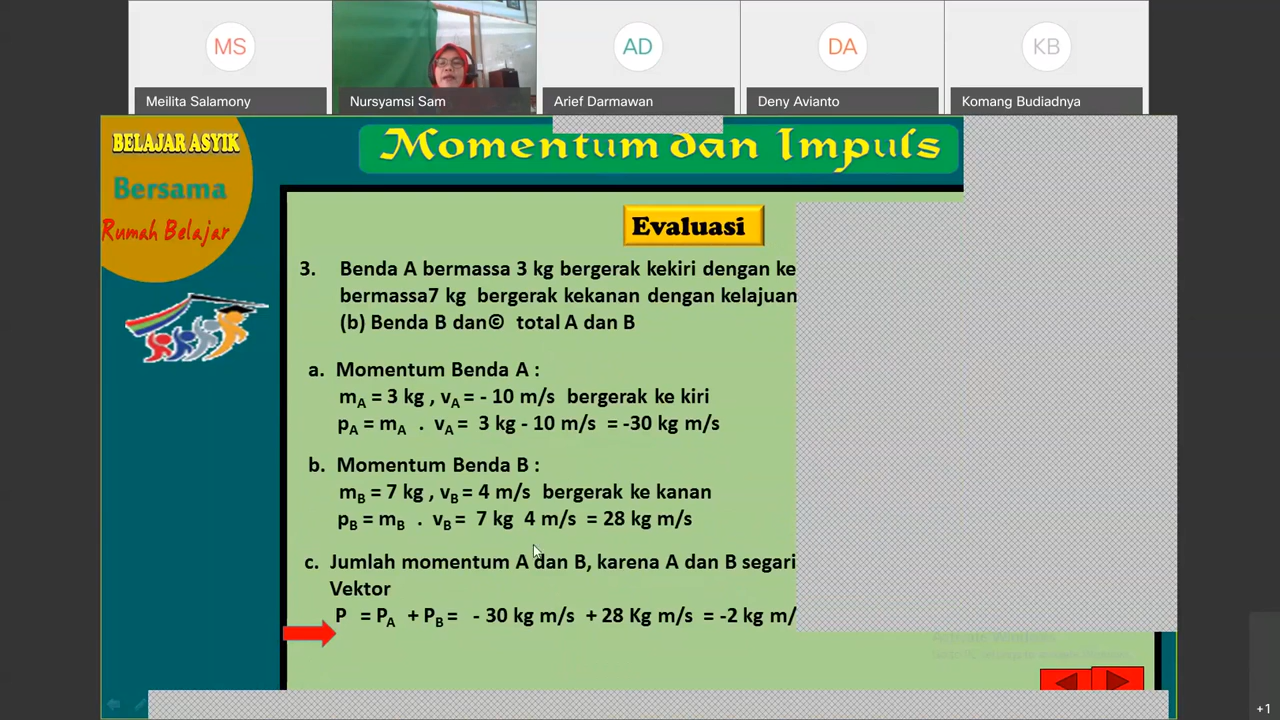 MS
AD
DA
KB
Meilita Salamony
Nursyamsi Sam
Arief Darmawan
Deny Avianto
Komang Budiadnya
BELAJAR ASYIK
Bersama
Rumah Belajar
Momentum dan Impuls
Evaluasi
3. Benda A bermassa 3 kg bergerak kekiri dengan ke
bermassa7 kg bergerak kekanan dengan kelajuan
(b) Benda B dan© total A dan B
a. Momentum Benda A :
mA = 3 kg , vA = - 10 m/s bergerak ke kiri
pA = mA . vA = 3 kg - 10 m/s = -30 kg m/s
b. Momentum Benda B :
mB = 7 kg , vB = 4 m/s bergerak ke kanan
pB = mB . vB = 7 kg 4 m/s = 28 kg m/s
c. Jumlah momentum A dan B, karena A dan B segari
Vektor
P = PA + PB = - 30 kg m/s + 28 Kg m/s = -2 kg m/
+1